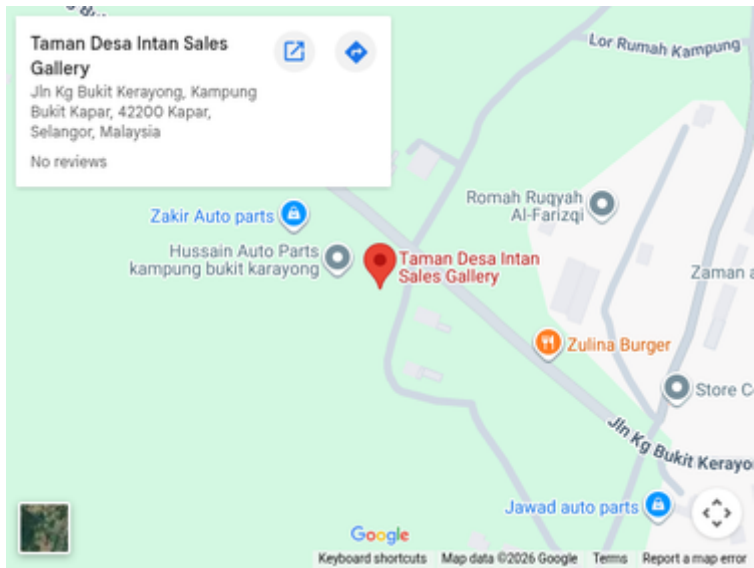 Taman Desa Intan Sales
Gallery
Jln Kg Bukit Kerayong, Kampung
Bukit Kapar, 42200 Kapar,
Selangor, Malaysia
No reviews
Lor Rumah Kampung
Zakir Auto parts
Romah Ruqyah
Al-Farizqi
Hussain Auto Parts
kampung bukit karayong
Taman Desa Intan
Sales Gallery
Zaman a
Zulina Burger
Store C
Jln Kg Bukit Kerayo
Jawad auto parts
Google
Keyboard shortcuts Map data ©2026 Google Terms Report a map error